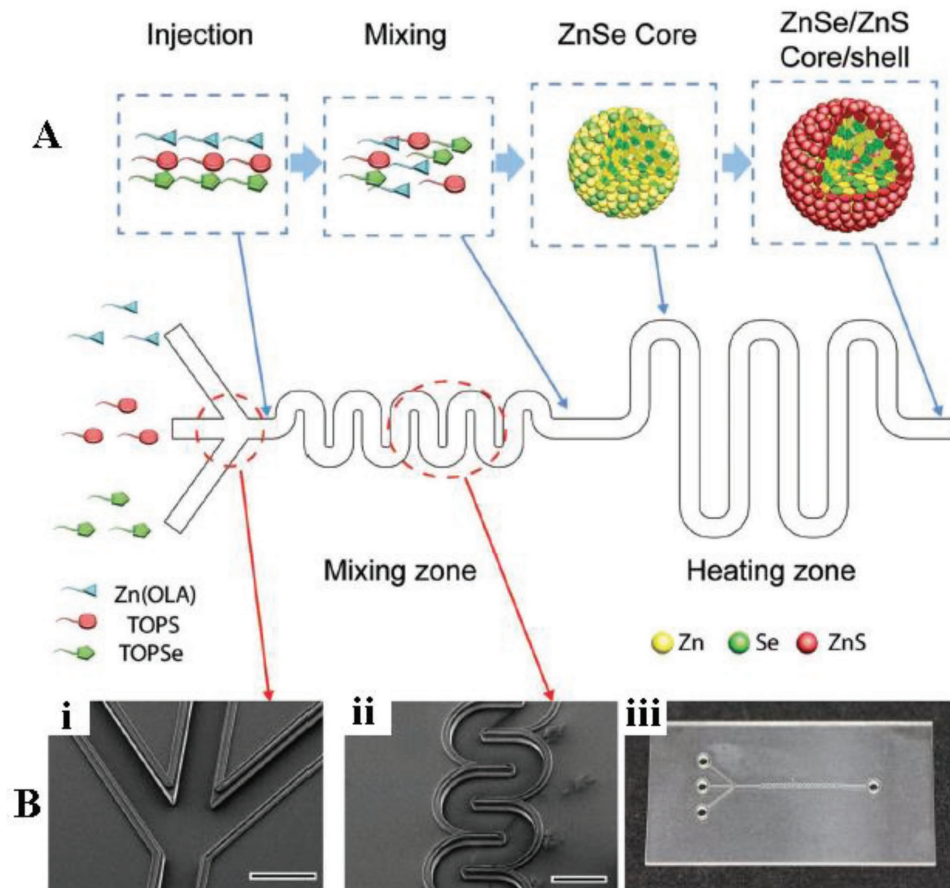 Injection
Mixing
ZnSe Core
ZnSe/ZnS
Core/shell
A
Mixing zone
Heating zone
Zn(OLA)
TOPS
TOPSe
Zn
Se
ZnS
B
i
ii
iii